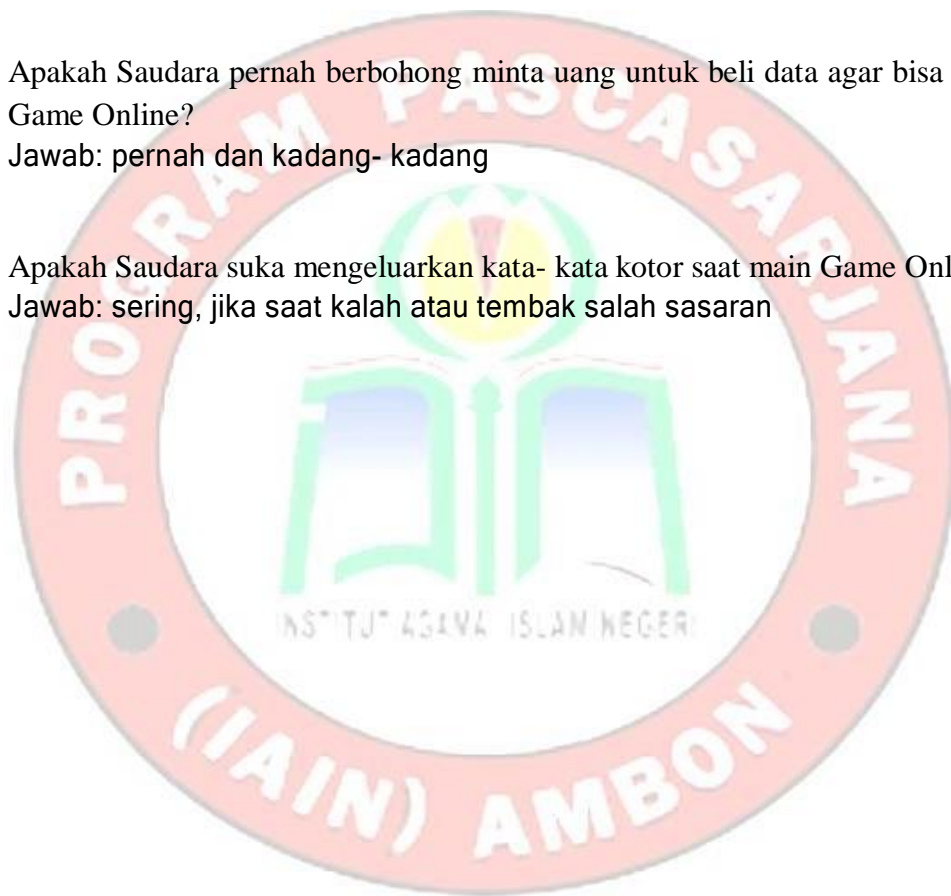 Apakah Saudara pernah berbohong minta uang untuk beli data agar bisa
Game Online?
Jawab: pernah dan kadang- kadang
Apakah Saudara suka mengeluarkan kata- kata kotor saat main Game Onl
Jawab: sering, jika saat kalah atau tembak salah sasaran
PROGRAM PASCASARJANA
INSTITUT AGAMA ISLAM NEGERI
(IAIN) AMBON